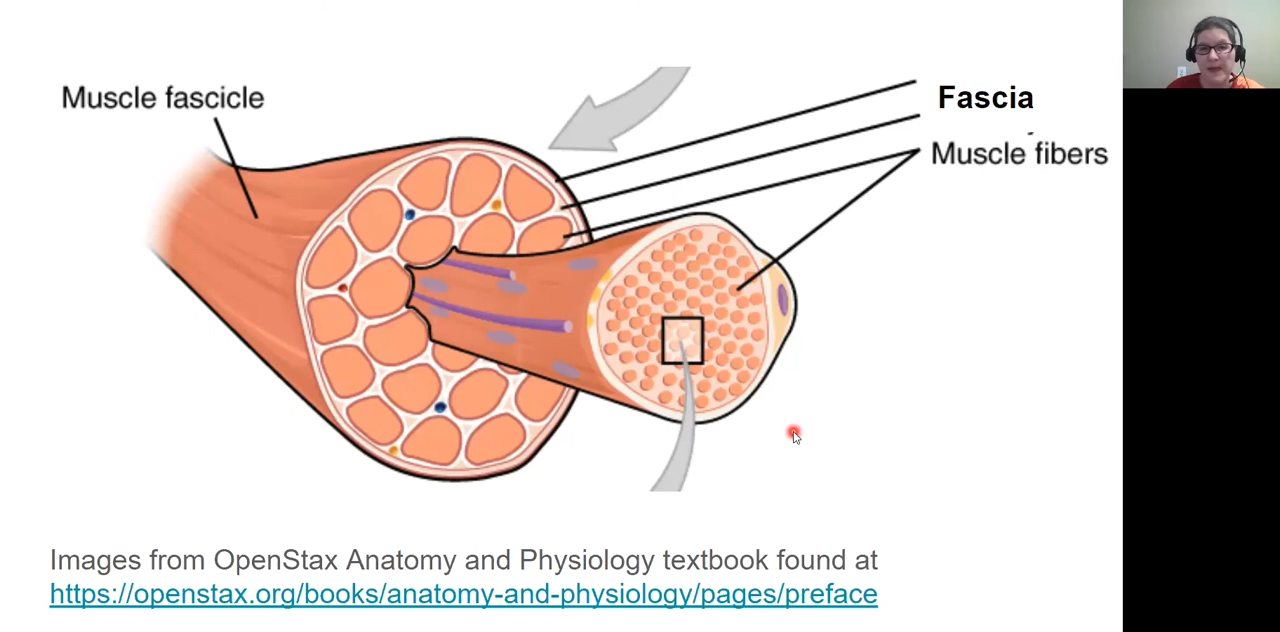 Muscle fascicle
Fascia
Muscle fibers
Images from OpenStax Anatomy and Physiology textbook found at
https://openstax.org/books/anatomy-and-physiology/pages/preface